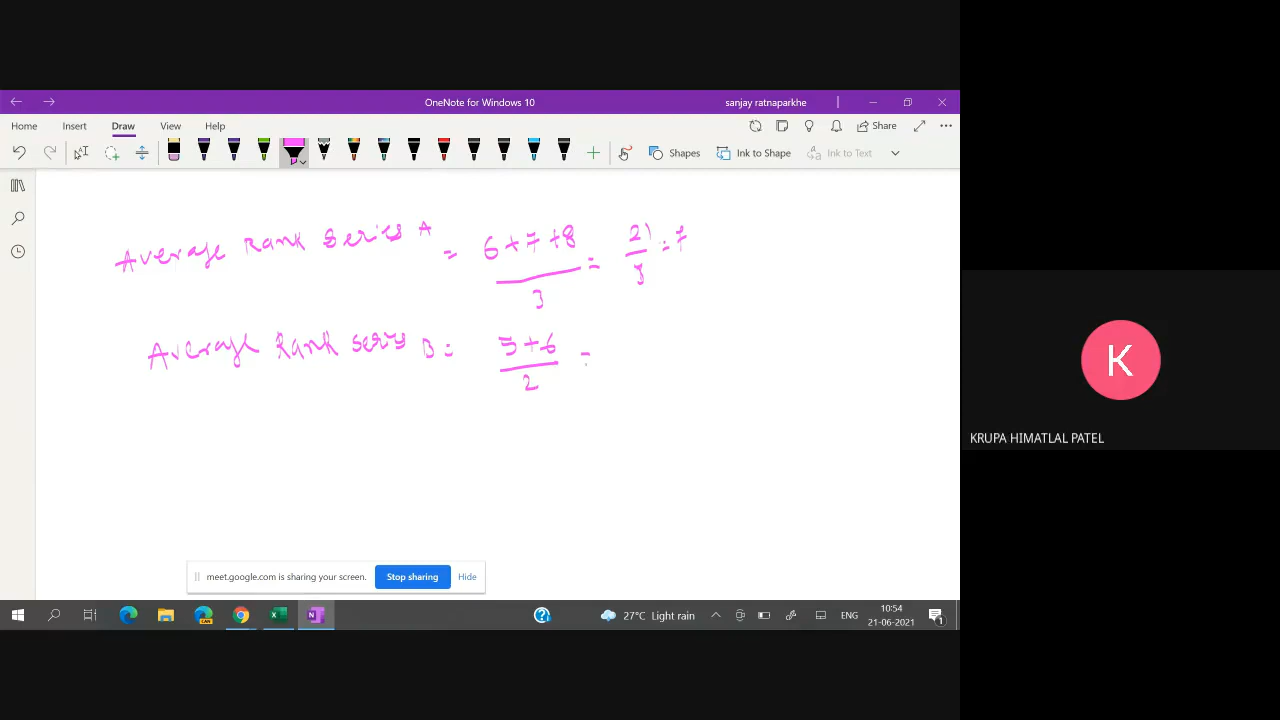 OneNote for Windows 10
sanjay ratnaparkhe
Home Insert Draw View Help
Share
Shapes Ink to Shape Ink to Text
Average Rank Series A = 6+7+8 / 3 = 21 / 3 = 7
Average Rank series B = 5+6 / 2 =
K
KRUPA HIMATLAL PATEL
meet.google.com is sharing your screen. Stop sharing Hide
27°C Light rain
ENG
10:54
21-06-2021
1